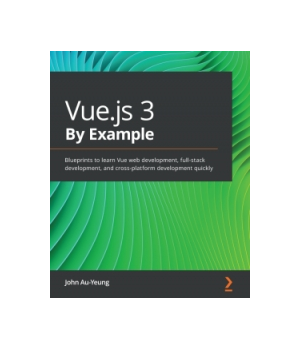 Vue.js 3
By Example
Blueprints to learn Vue web development, full-stack
development, and cross-platform development quickly
John Au-Yeung